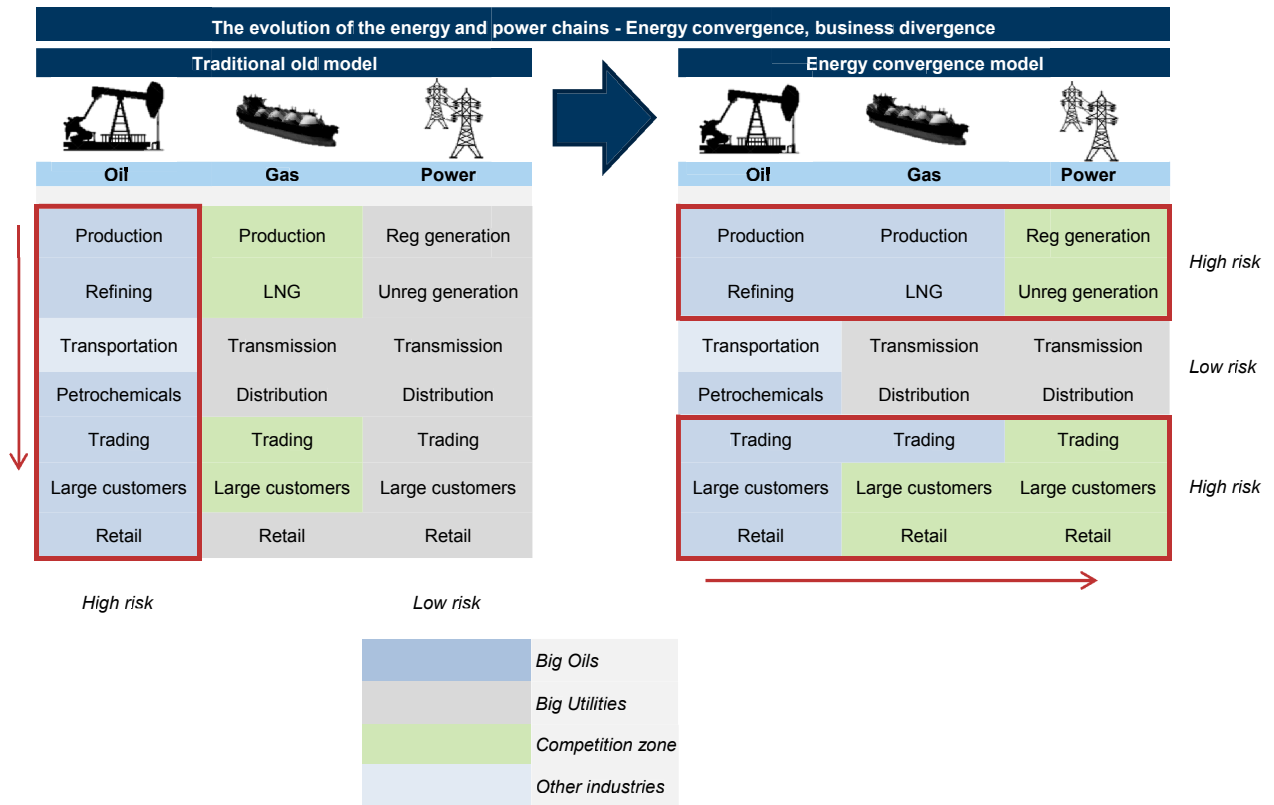 The evolution of the energy and power chains - Energy convergence, business divergence
Traditional old model
Energy convergence model
Oil Gas Power
Oil Gas Power
Production Production Reg generation
Production Production Reg generation
High risk
Refining LNG Unreg generation
Refining LNG Unreg generation
Transportation Transmission Transmission
Transportation Transmission Transmission
Low risk
Petrochemicals Distribution Distribution
Petrochemicals Distribution Distribution
Trading Trading Trading
Trading Trading Trading
Large customers Large customers Large customers
Large customers Large customers Large customers
High risk
Retail Retail Retail
Retail Retail Retail
High risk Low risk
Big Oils
Big Utilities
Competition zone
Other industries